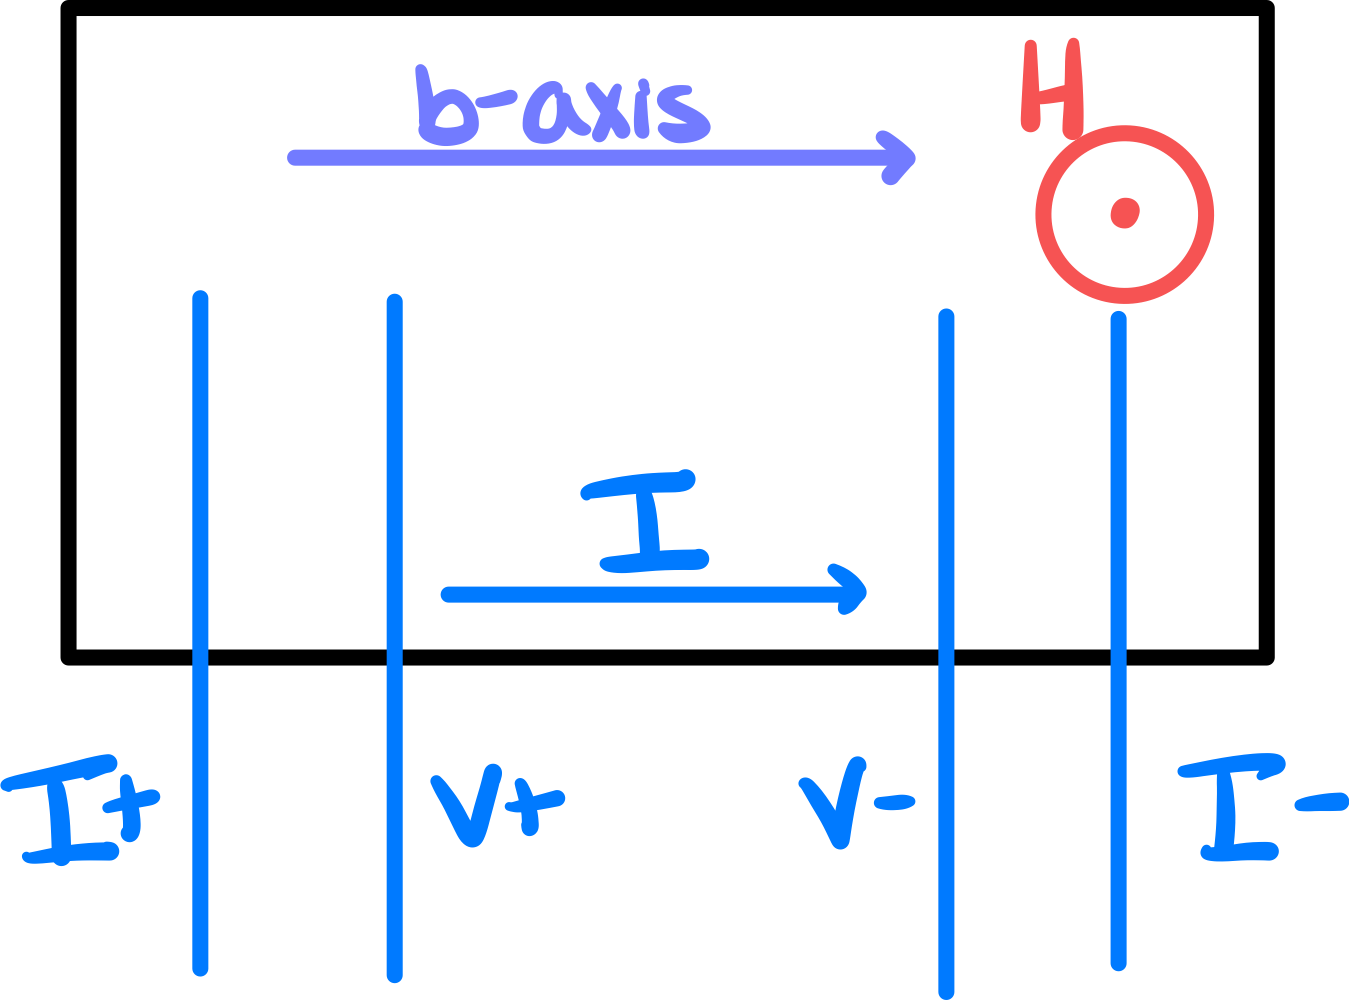 b-axis
H
I
I+
V+
V-
I-